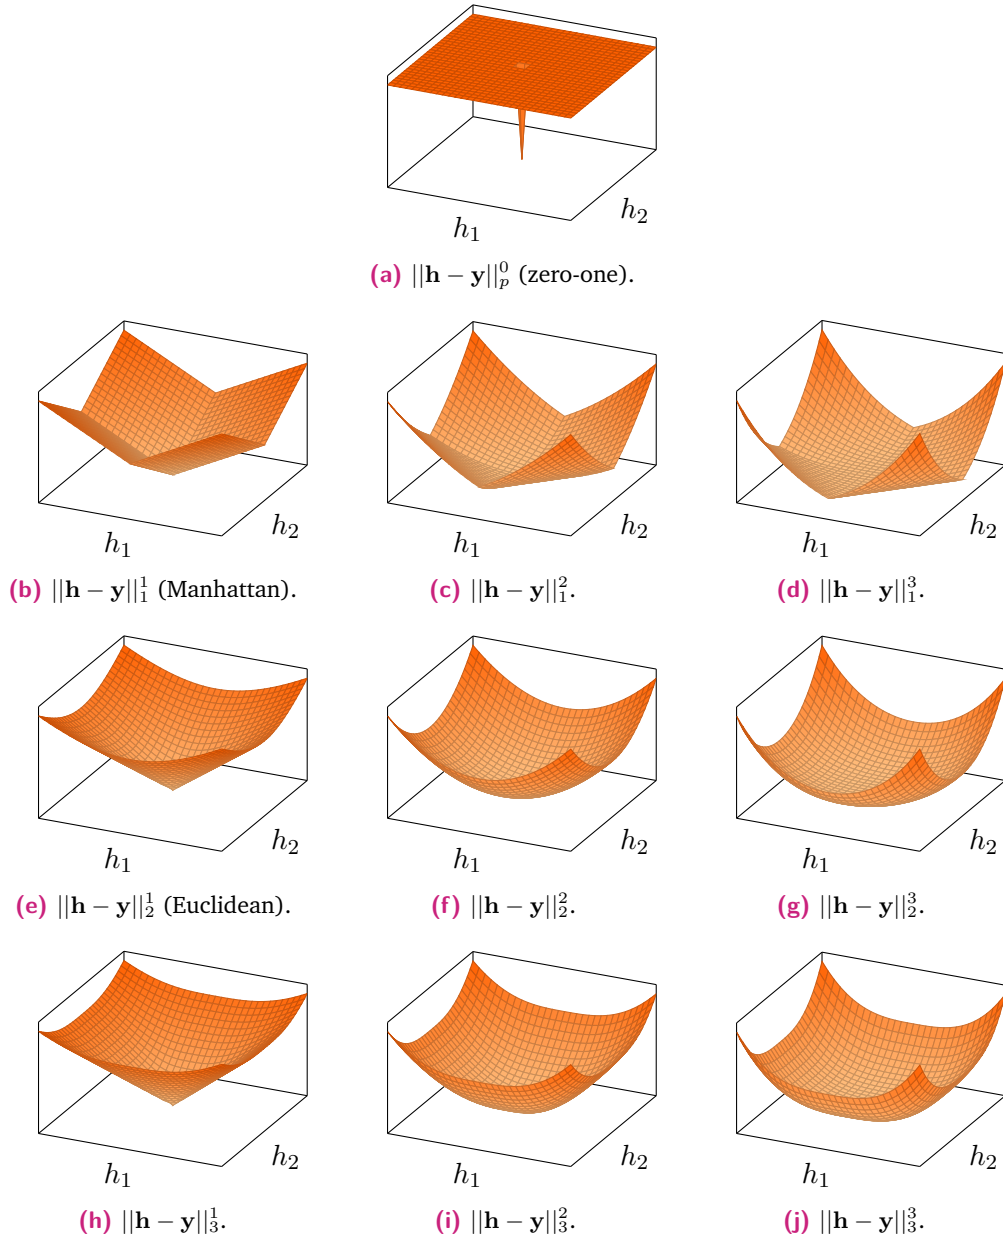 h₁ h₂
(a) ||h − y||ₚ⁰ (zero-one).
h₁ h₂ h₁ h₂ h₁ h₂
(b) ||h − y||₁¹ (Manhattan). (c) ||h − y||₁². (d) ||h − y||₁³.
h₁ h₂ h₁ h₂ h₁ h₂
(e) ||h − y||₂¹ (Euclidean). (f) ||h − y||₂². (g) ||h − y||₂³.
h₁ h₂ h₁ h₂ h₁ h₂
(h) ||h − y||₃¹. (i) ||h − y||₃². (j) ||h − y||₃³.